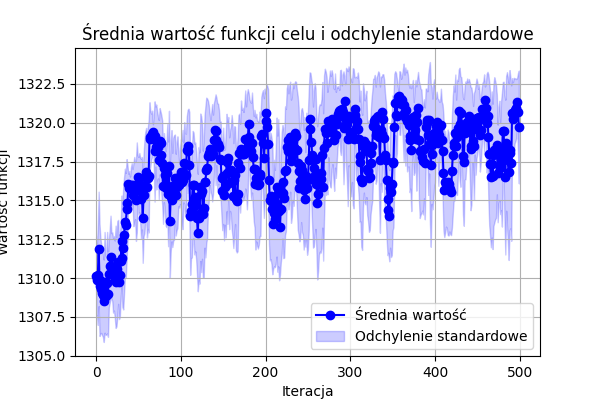 Średnia wartość funkcji celu i odchylenie standardowe
1322.5
1320.0
1317.5
1315.0
1312.5
1310.0
1307.5
1305.0
Wartość funkcji
Średnia wartość
Odchylenie standardowe
0
100
200
300
400
500
Iteracja